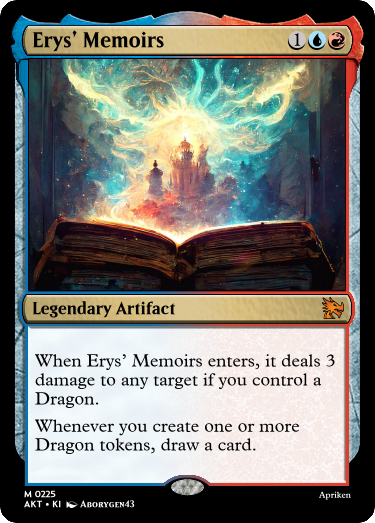 Erys' Memoirs 1
Legendary Artifact
When Erys' Memoirs enters, it deals 3
damage to any target if you control a
Dragon.
Whenever you create one or more
Dragon tokens, draw a card.
M 0225
Apriken
AKT • KI Aborygen43